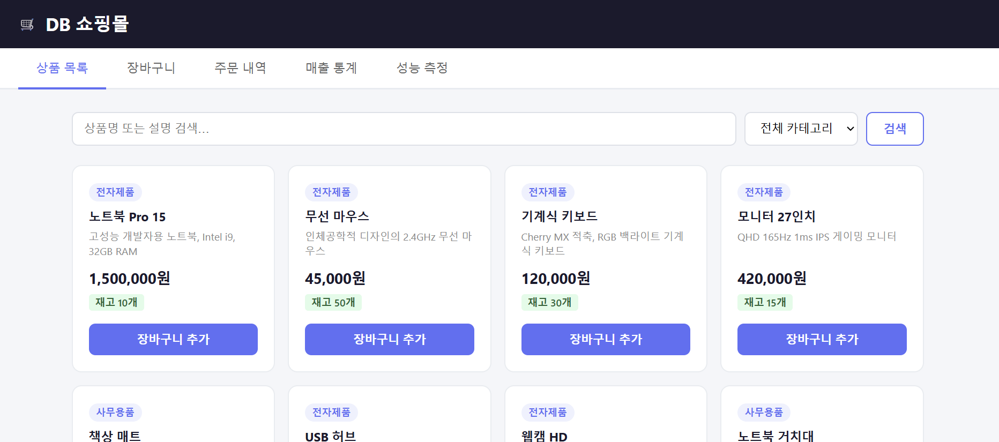 DB 쇼핑몰
상품 목록 장바구니 주문 내역 매출 통계 성능 측정
상품명 또는 설명 검색... 전체 카테고리 검색
전자제품
노트북 Pro 15
고성능 개발자용 노트북, Intel i9,
32GB RAM
1,500,000원
재고 10개
장바구니 추가
전자제품
무선 마우스
인체공학적 디자인의 2.4GHz 무선 마
우스
45,000원
재고 50개
장바구니 추가
전자제품
기계식 키보드
Cherry MX 적축, RGB 백라이트 기계
식 키보드
120,000원
재고 30개
장바구니 추가
전자제품
모니터 27인치
QHD 165Hz 1ms IPS 게이밍 모니터
420,000원
재고 15개
장바구니 추가
사무용품
책상 매트
전자제품
USB 허브
전자제품
웹캠 HD
사무용품
노트북 거치대